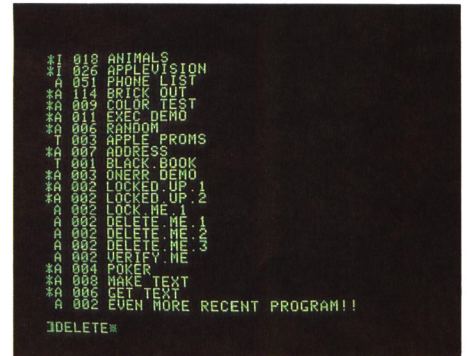 *I 018 ANIMALS
*I 026 APPLEVISION
 A 051 PHONE LIST
*A 114 BRICK OUT
*A 009 COLOR TEST
*A 011 EXEC DEMO
*A 006 RANDOM
 T 003 APPLE PROMS
*A 007 ADDRESS
 T 001 BLACK.BOOK
*A 003 ONERR DEMO
*A 002 LOCKED.UP.1
*A 002 LOCKED.UP.2
 A 002 LOCK.ME.1
 A 002 DELETE.ME.1
 A 002 DELETE.ME.2
 A 002 DELETE.ME.3
 A 002 VERIFY.ME
*A 004 POKER
*A 008 MAKE TEXT
*A 006 GET TEXT
 A 002 EVEN MORE RECENT PROGRAM!!
]DELETE